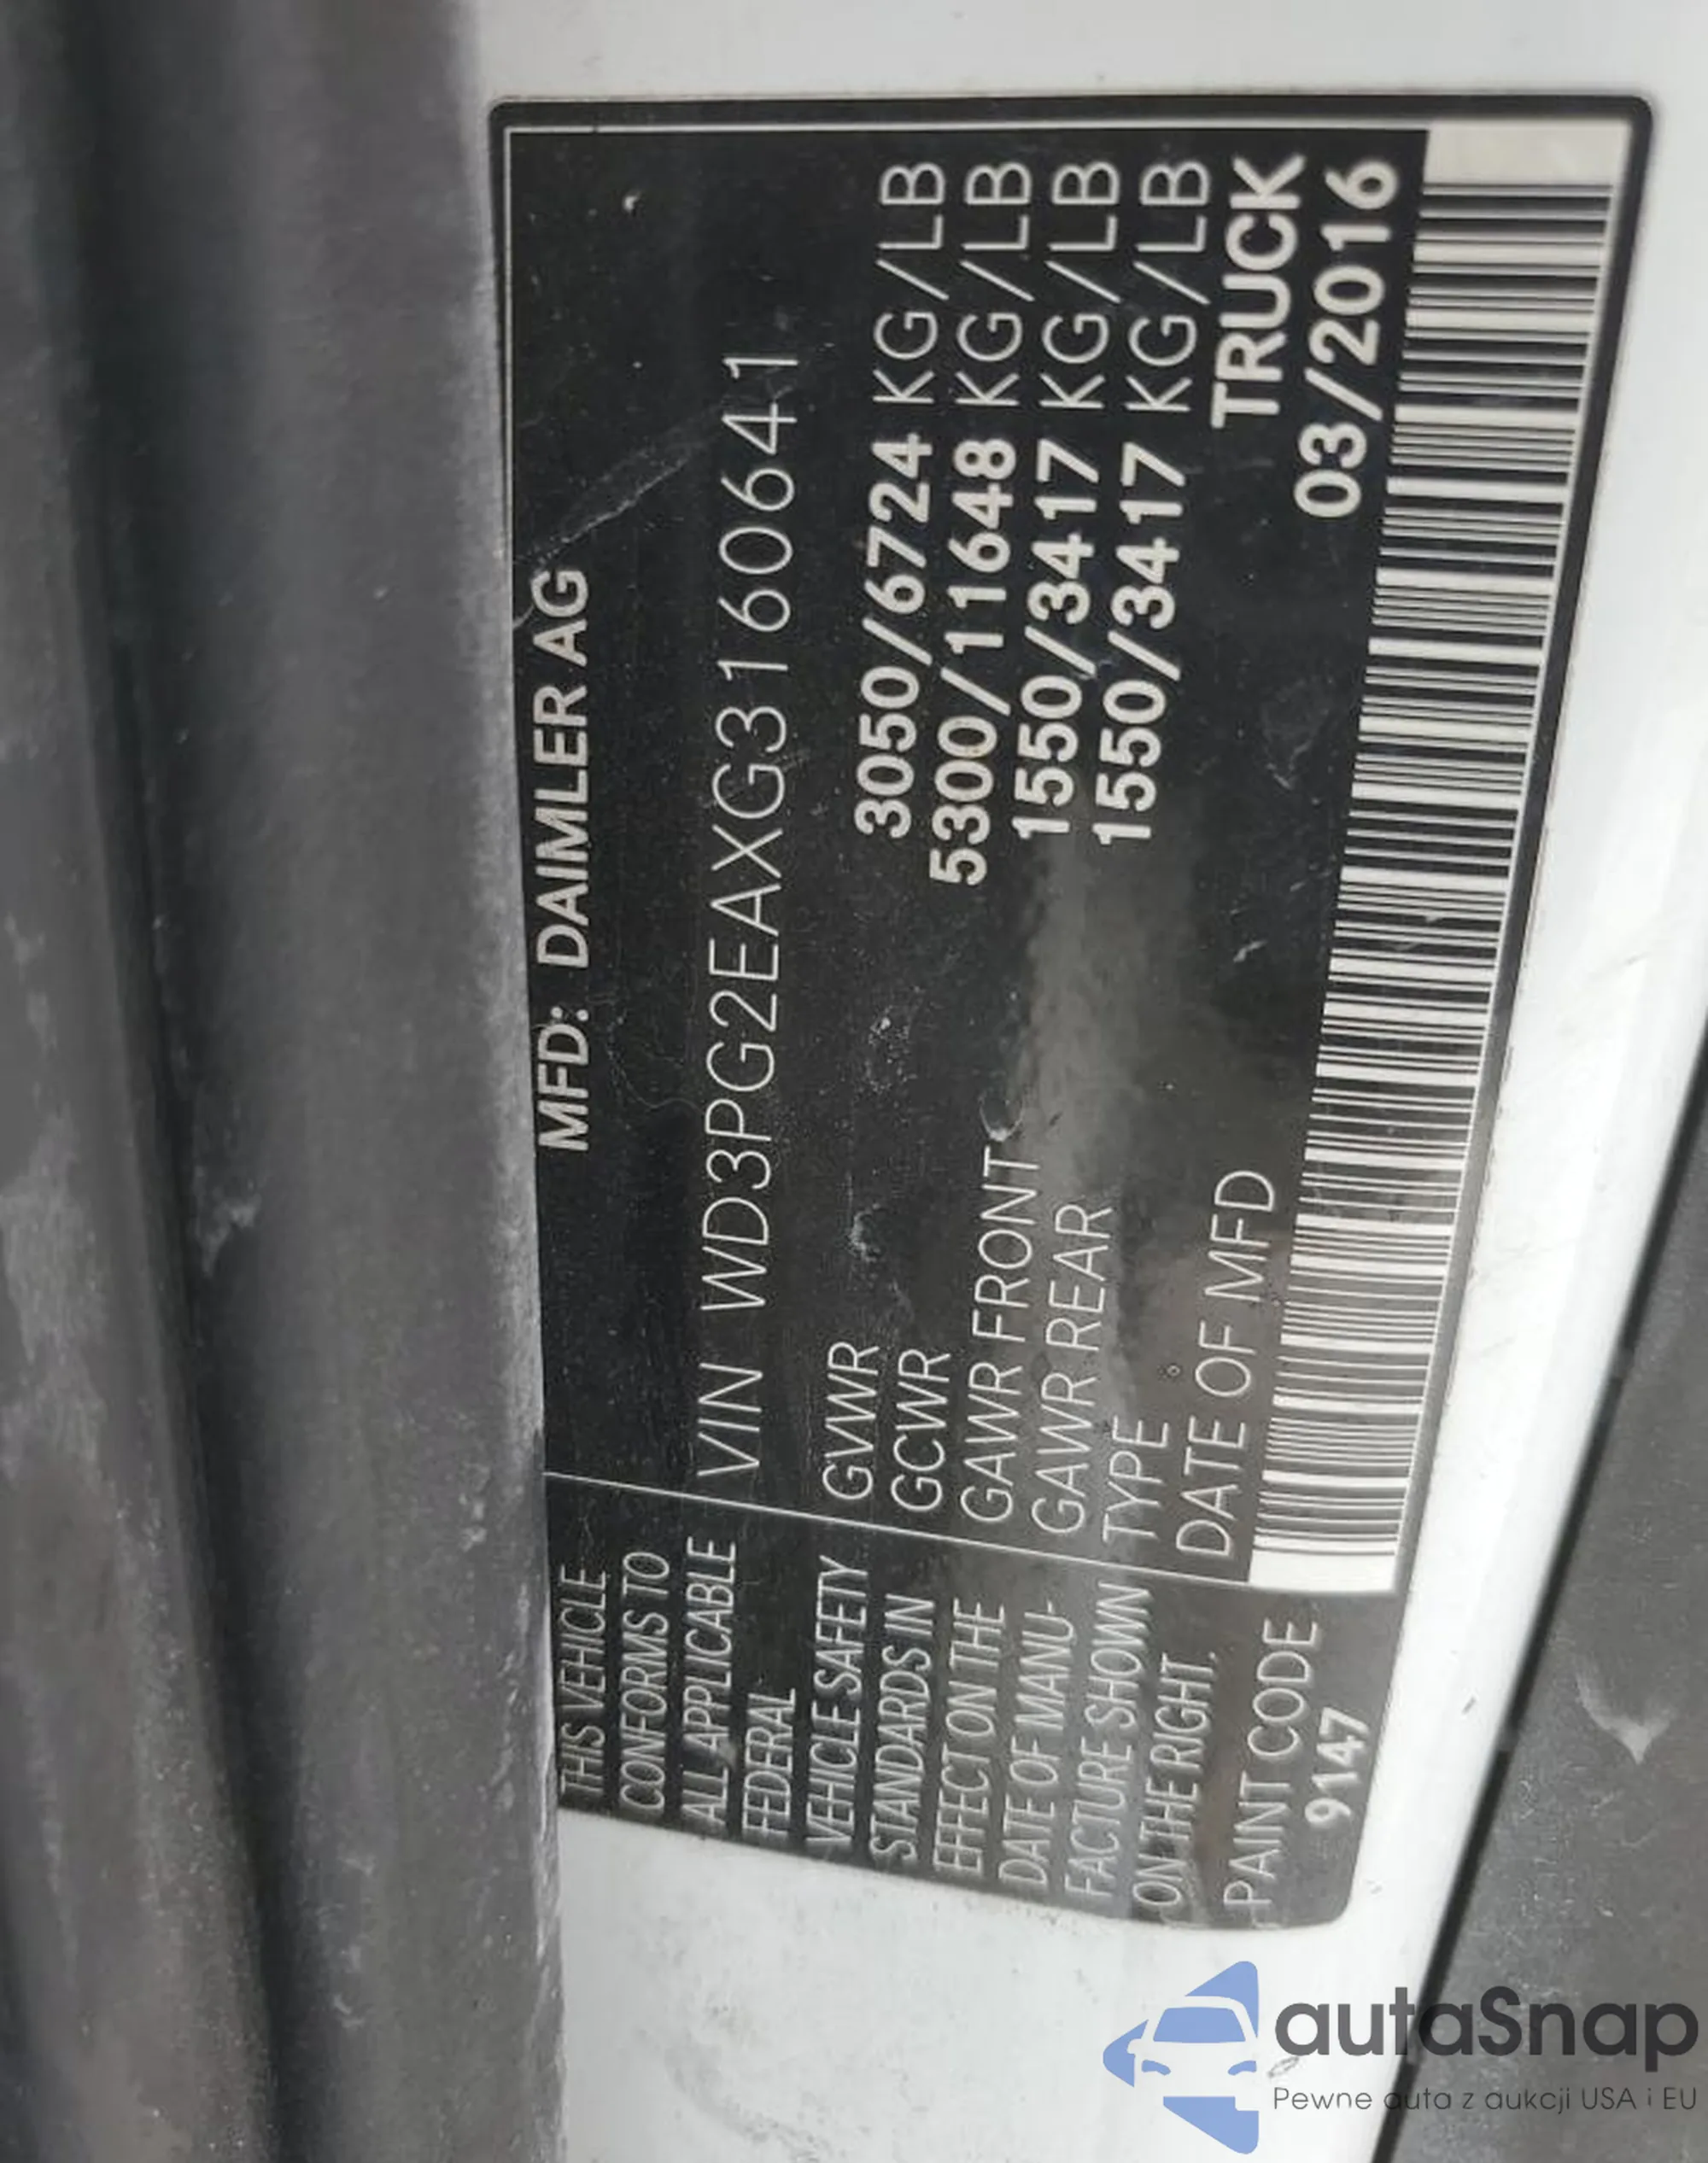 MFD: DAIMLER AG
VIN WD3PG2EAXG3160641
GVWR 3050/6724 KG/LB
GCWR 5300/11648 KG/LB
GAWR FRONT 1550/3417 KG/LB
GAWR REAR 1550/3417 KG/LB
TYPE TRUCK
DATE OF MFD 03/2016
THIS VEHICLE
CONFORMS TO
ALL APPLICABLE
FEDERAL
VEHICLE SAFETY
STANDARDS IN
EFFECT ON THE
DATE OF MANU-
FACTURE SHOWN
ON THE RIGHT.
PAINT CODE
9147
autaSnap
Pewne auta z aukcji USA i EU